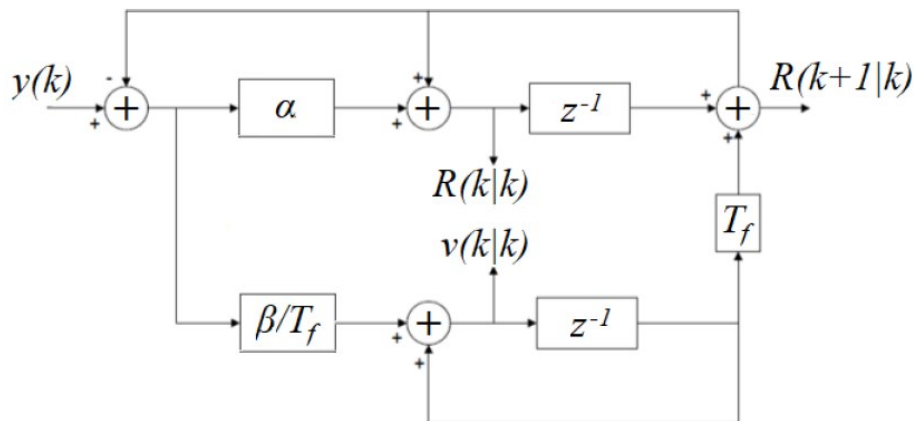 y(k)
-
+
+
α
+
+
+
z⁻¹
+
+
+
R(k+1|k)
R(k|k)
T_f
v(k|k)
β/T_f
+
+
+
z⁻¹